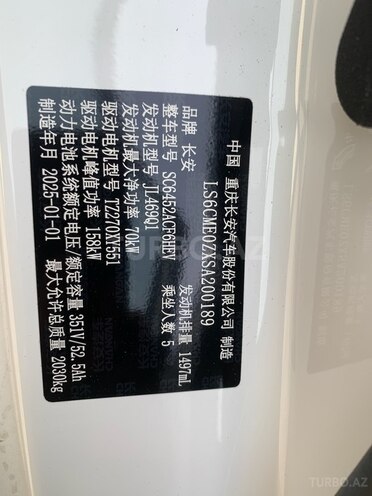 中国 重庆长安汽车股份有限公司 制造
LS6CME0ZXSA200189
品牌 长安
整车型号 SC6452ACF6HEV
发动机型号 JL469Q1 发动机排量 1497mL
发动机最大净功率 70kW 乘坐人数 5
驱动电机型号 TZ270XY651
驱动电机峰值功率 158kW
动力电池系统额定电压/额定容量 351V/52.5Ah
制造年月 2025-01-01 最大允许总质量 2030kg
TURBO.AZ
TURBO.AZ